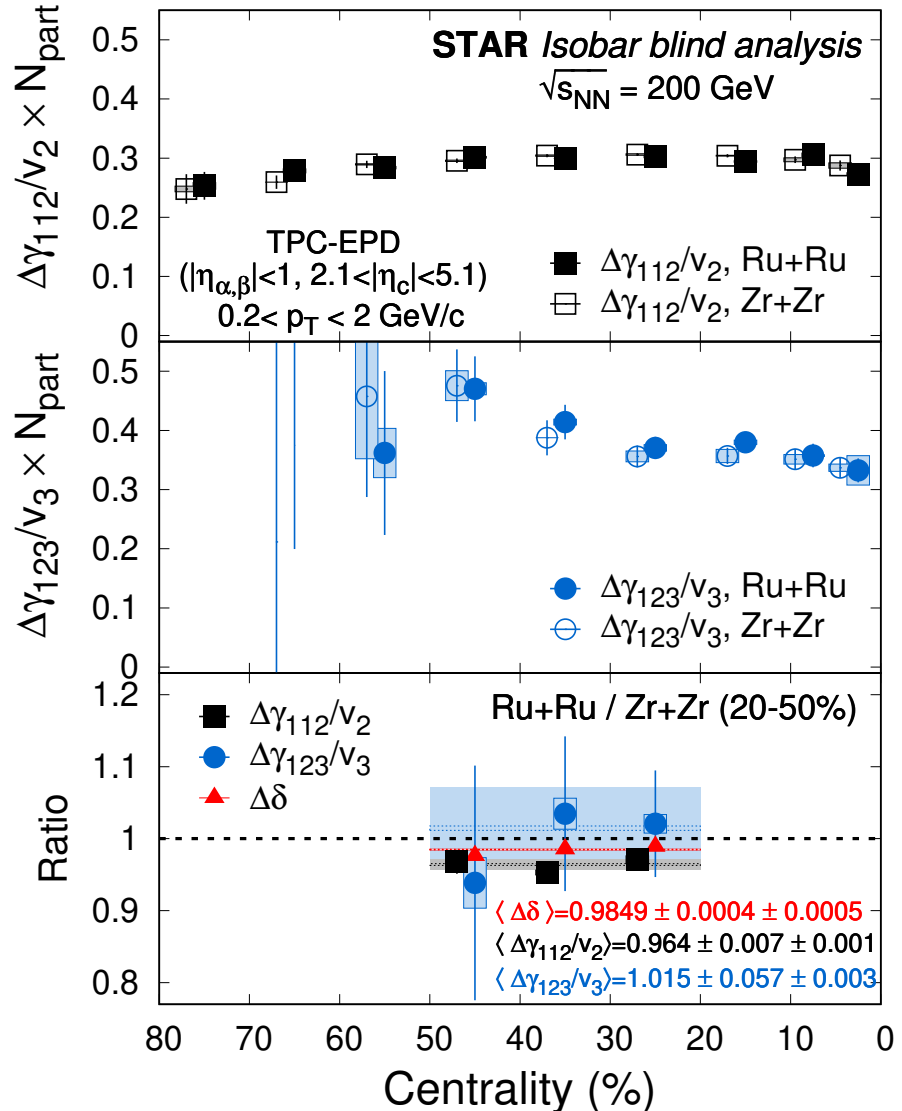 STAR Isobar blind analysis
√sNN = 200 GeV
Δγ112/v2 × Npart
0.5
0.4
0.3
0.2
0.1
0
TPC-EPD
(|ηα,β|<1, 2.1<|ηc|<5.1)
0.2< pT < 2 GeV/c
Δγ112/v2, Ru+Ru
Δγ112/v2, Zr+Zr
Δγ123/v3 × Npart
0.5
0.4
0.3
0.2
0.1
0
Δγ123/v3, Ru+Ru
Δγ123/v3, Zr+Zr
Ratio
1.2
1.1
1
0.9
0.8
Δγ112/v2
Δγ123/v3
Δδ
Ru+Ru / Zr+Zr (20-50%)
⟨ Δδ ⟩=0.9849 ± 0.0004 ± 0.0005
⟨ Δγ112/v2⟩=0.964 ± 0.007 ± 0.001
⟨ Δγ123/v3⟩=1.015 ± 0.057 ± 0.003
80 70 60 50 40 30 20 10 0
Centrality (%)